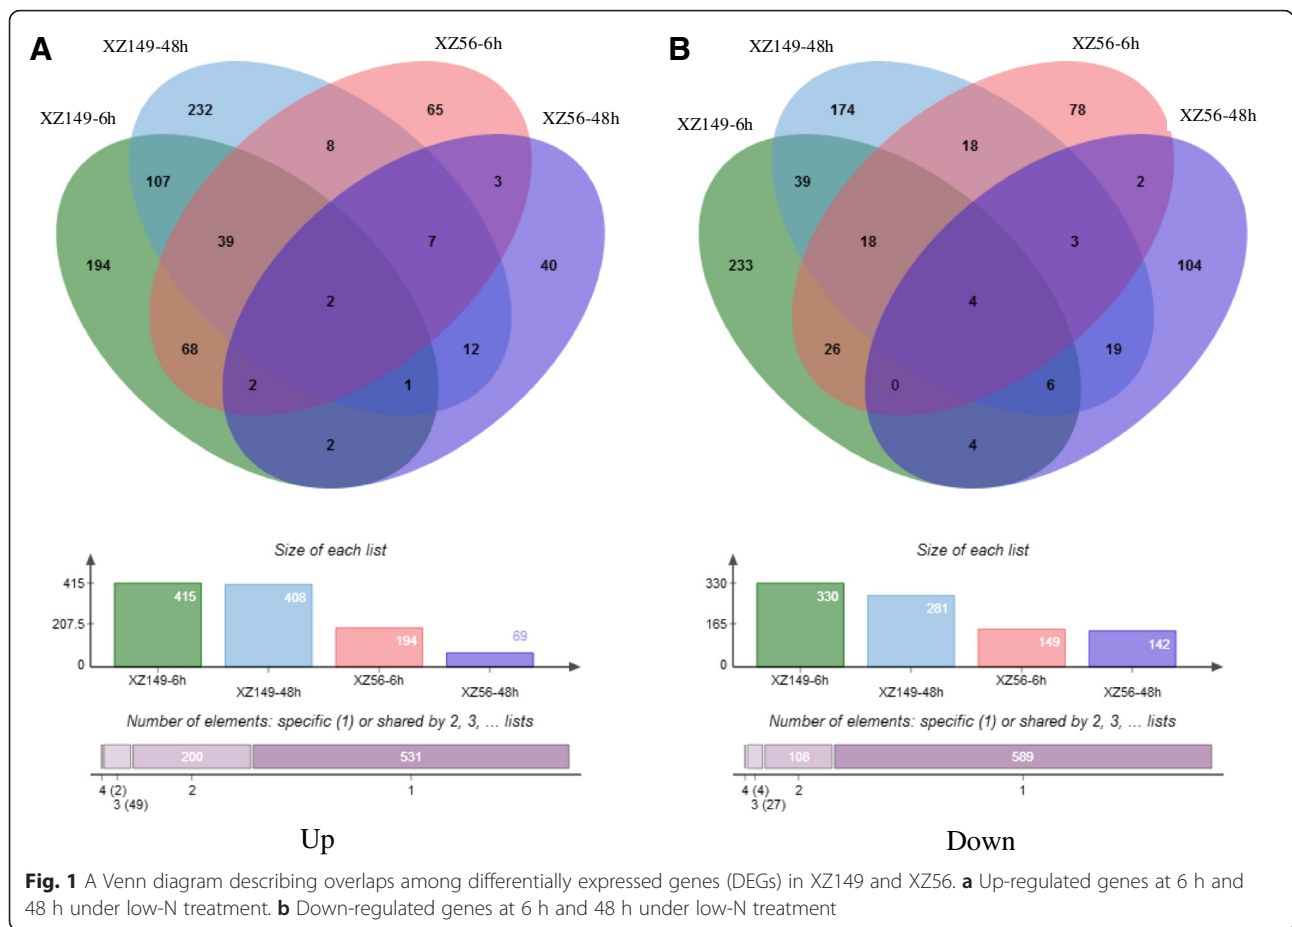 A
XZ149-48h
XZ56-6h
XZ149-6h
XZ56-48h
232
65
8
107
3
39
7
194
40
2
68
12
2
1
2
Size of each list
415
207.5
0
415
408
194
69
XZ149-6h
XZ149-48h
XZ56-6h
XZ56-48h
Number of elements: specific (1) or shared by 2, 3, ... lists
200
531
4 (2)
3 (49)
2
1
Up
B
XZ149-48h
XZ56-6h
XZ149-6h
XZ56-48h
174
78
18
39
2
18
3
233
104
4
26
19
0
6
4
Size of each list
330
165
0
330
281
149
142
XZ149-6h
XZ149-48h
XZ56-6h
XZ56-48h
Number of elements: specific (1) or shared by 2, 3, ... lists
108
589
4 (4)
3 (27)
2
1
Down
Fig. 1 A Venn diagram describing overlaps among differentially expressed genes (DEGs) in XZ149 and XZ56. a Up-regulated genes at 6 h and
48 h under low-N treatment. b Down-regulated genes at 6 h and 48 h under low-N treatment